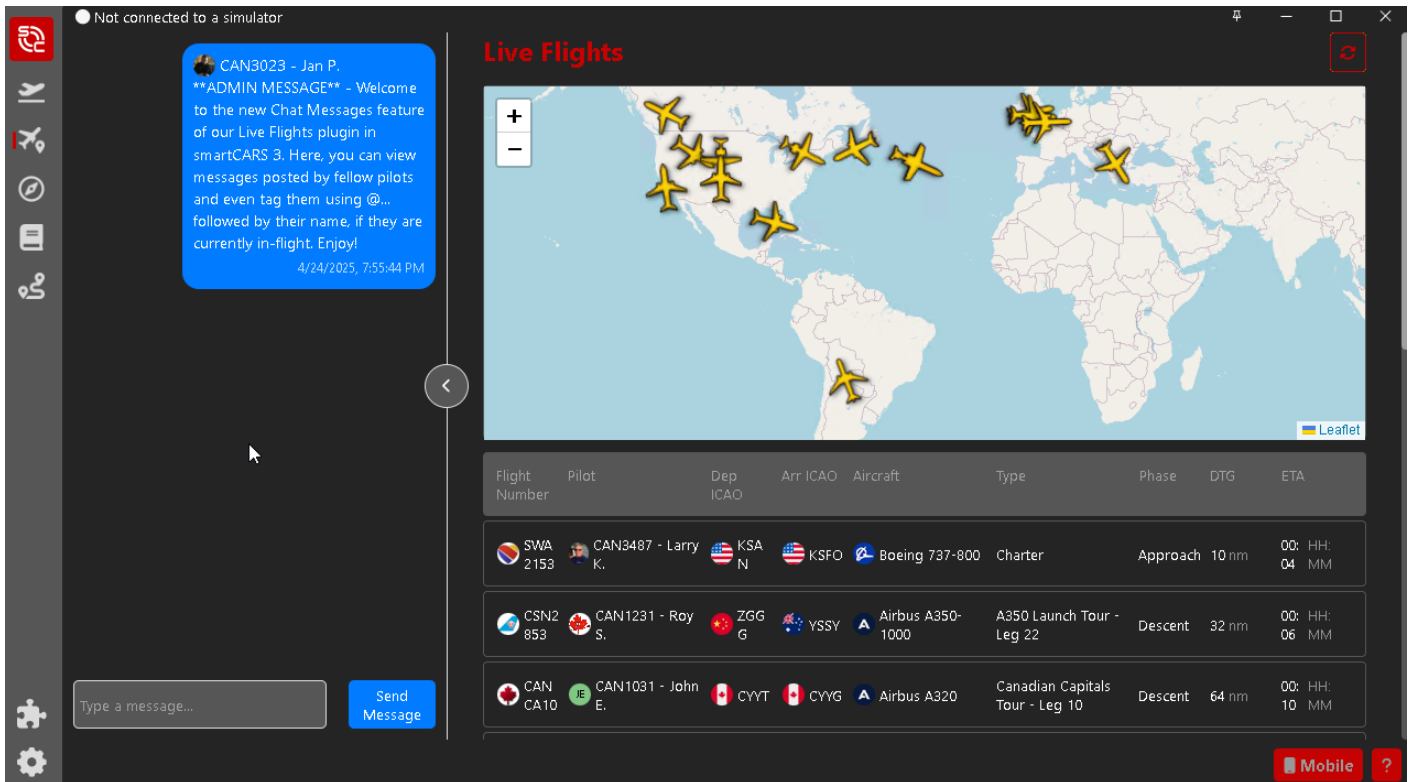 Not connected to a simulator
CAN3023 - Jan P.
**ADMIN MESSAGE** - Welcome
to the new Chat Messages feature
of our Live Flights plugin in
smartCARS 3. Here, you can view
messages posted by fellow pilots
and even tag them using @...
followed by their name, if they are
currently in-flight. Enjoy!
4/24/2025, 7:55:44 PM
Type a message...
Send
Message
Live Flights
+
−
Leaflet
Flight
Number
Pilot
Dep
ICAO
Arr ICAO
Aircraft
Type
Phase
DTG
ETA
SWA
2153
CAN3487 - Larry
K.
KSA
N
KSFO
Boeing 737-800
Charter
Approach
10 nm
00: HH:
04 MM
CSN2
853
CAN1231 - Roy
S.
ZGG
G
YSSY
A
Airbus A350-
1000
A350 Launch Tour -
Leg 22
Descent
32 nm
00: HH:
06 MM
CAN
CA10
JE
CAN1031 - John
E.
CYYT
CYYG
A
Airbus A320
Canadian Capitals
Tour - Leg 10
Descent
64 nm
00: HH:
10 MM
Mobile
?